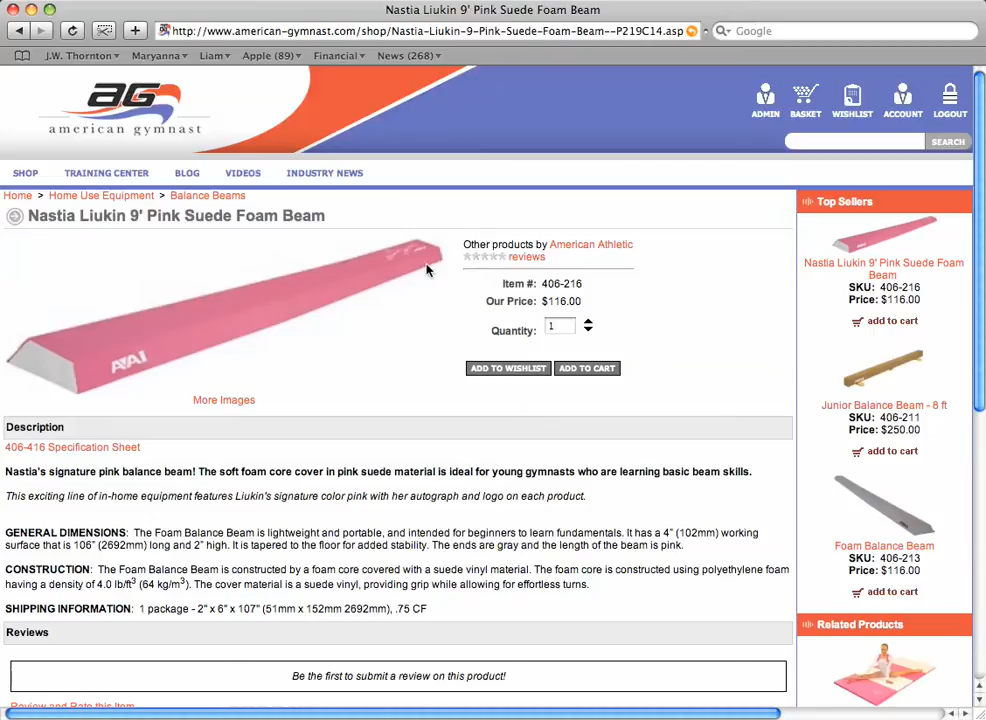 Nastia Liukin 9' Pink Suede Foam Beam
http://www.american-gymnast.com/shop/Nastia-Liukin-9-Pink-Suede-Foam-Beam--P219C14.asp
Google
J.W. Thornton
Maryanna
Liam
Apple (89)
Financial
News (268)
AG
american gymnast
ADMIN
BASKET
WISHLIST
ACCOUNT
LOGOUT
SEARCH
SHOP
TRAINING CENTER
BLOG
VIDEOS
INDUSTRY NEWS
Home > Home Use Equipment > Balance Beams
Nastia Liukin 9' Pink Suede Foam Beam
AAI
More Images
Other products by American Athletic
reviews
Item #: 406-216
Our Price: $116.00
Quantity: 1
ADD TO WISHLIST
ADD TO CART
Description
406-416 Specification Sheet
Nastia's signature pink balance beam! The soft foam core cover in pink suede material is ideal for young gymnasts who are learning basic beam skills.
This exciting line of in-home equipment features Liukin's signature color pink with her autograph and logo on each product.
GENERAL DIMENSIONS: The Foam Balance Beam is lightweight and portable, and intended for beginners to learn fundamentals. It has a 4" (102mm) working
surface that is 106" (2692mm) long and 2" high. It is tapered to the floor for added stability. The ends are gray and the length of the beam is pink.
CONSTRUCTION: The Foam Balance Beam is constructed by a foam core covered with a suede vinyl material. The foam core is constructed using polyethylene foam
having a density of 4.0 lb/ft³ (64 kg/m³). The cover material is a suede vinyl, providing grip while allowing for effortless turns.
SHIPPING INFORMATION: 1 package - 2" x 6" x 107" (51mm x 152mm 2692mm), .75 CF
Reviews
Be the first to submit a review on this product!
Review and Rate this Item
Top Sellers
Nastia Liukin 9' Pink Suede Foam
Beam
SKU: 406-216
Price: $116.00
add to cart
Junior Balance Beam - 8 ft
SKU: 406-211
Price: $250.00
add to cart
Foam Balance Beam
SKU: 406-213
Price: $116.00
add to cart
Related Products